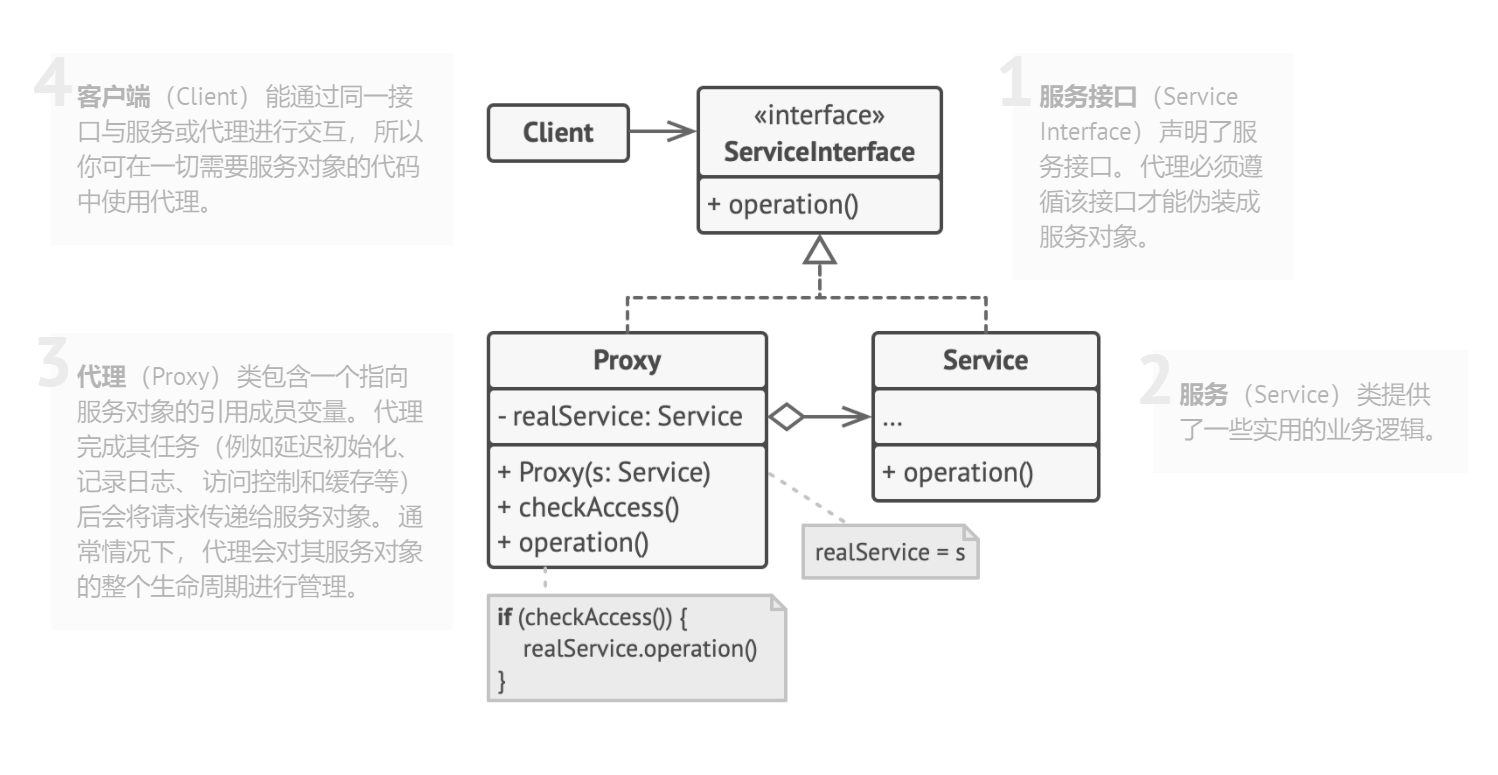 4
客户端 (Client) 能通过同一接
口与服务或代理进行交互，所以
你可在一切需要服务对象的代码
中使用代理。
Client
«interface»
ServiceInterface
+ operation()
1
服务接口 (Service
Interface) 声明了服
务接口。 代理必须遵
循该接口才能伪装成
服务对象。
3
代理 (Proxy) 类包含一个指向
服务对象的引用成员变量。 代理
完成其任务 (例如延迟初始化、
记录日志、 访问控制和缓存等)
后会将请求传递给服务对象。 通
常情况下， 代理会对其服务对象
的整个生命周期进行管理。
Proxy
- realService: Service
+ Proxy(s: Service)
+ checkAccess()
+ operation()
Service
...
+ operation()
2
服务 (Service) 类提供
了一些实用的业务逻辑。
realService = s
if (checkAccess()) {
realService.operation()
}